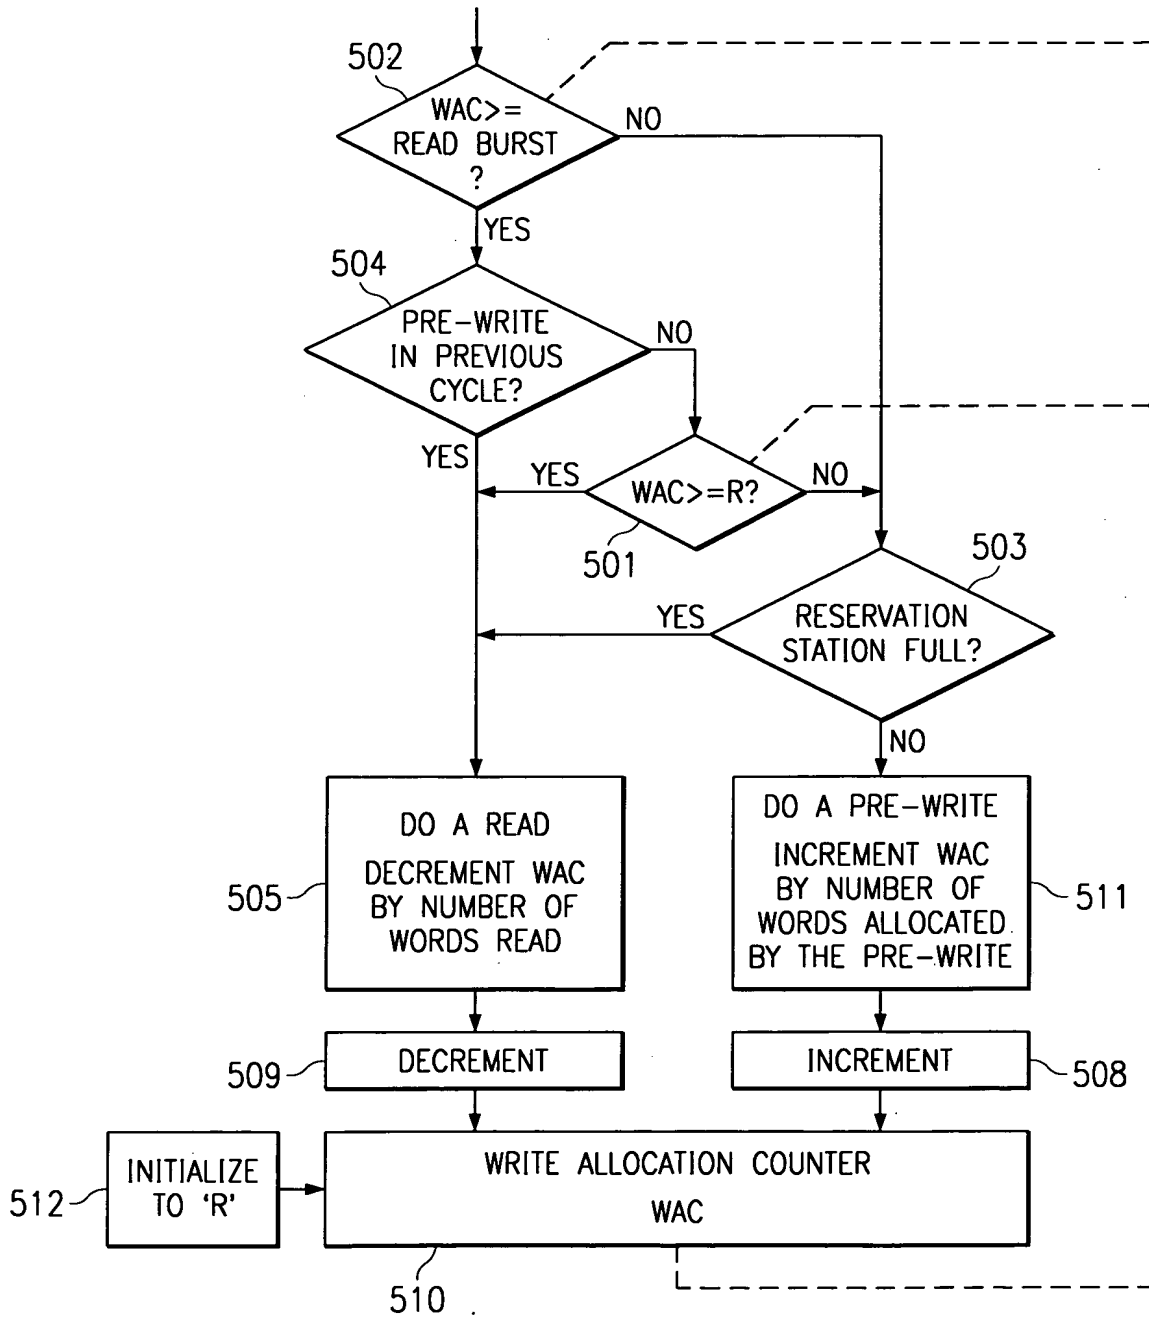 502
WAC>=
READ BURST
?
NO
YES
504
PRE-WRITE
IN PREVIOUS
CYCLE?
NO
YES
YES
WAC>=R?
NO
501
503
RESERVATION
STATION FULL?
YES
NO
DO A READ
DECREMENT WAC
BY NUMBER OF
WORDS READ
505
DO A PRE-WRITE
INCREMENT WAC
BY NUMBER OF
WORDS ALLOCATED
BY THE PRE-WRITE
511
DECREMENT
509
INCREMENT
508
INITIALIZE
TO ‘R’
512
WRITE ALLOCATION COUNTER
WAC
510